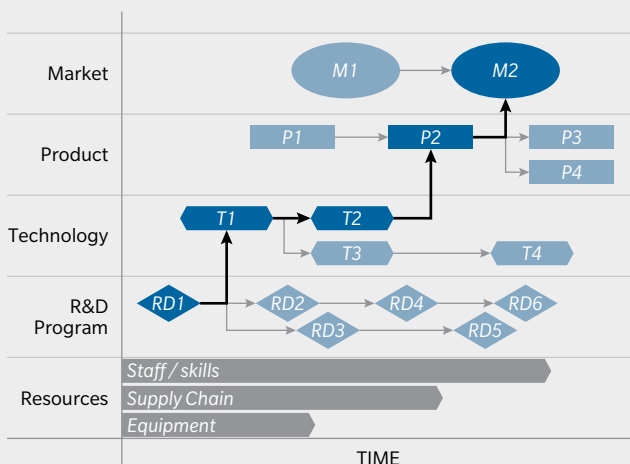 Market
M1
M2
Product
P1
P2
P3
P4
Technology
T1
T2
T3
T4
R&D
Program
RD1
RD2
RD4
RD6
RD3
RD5
Resources
Staff / skills
Supply Chain
Equipment
TIME